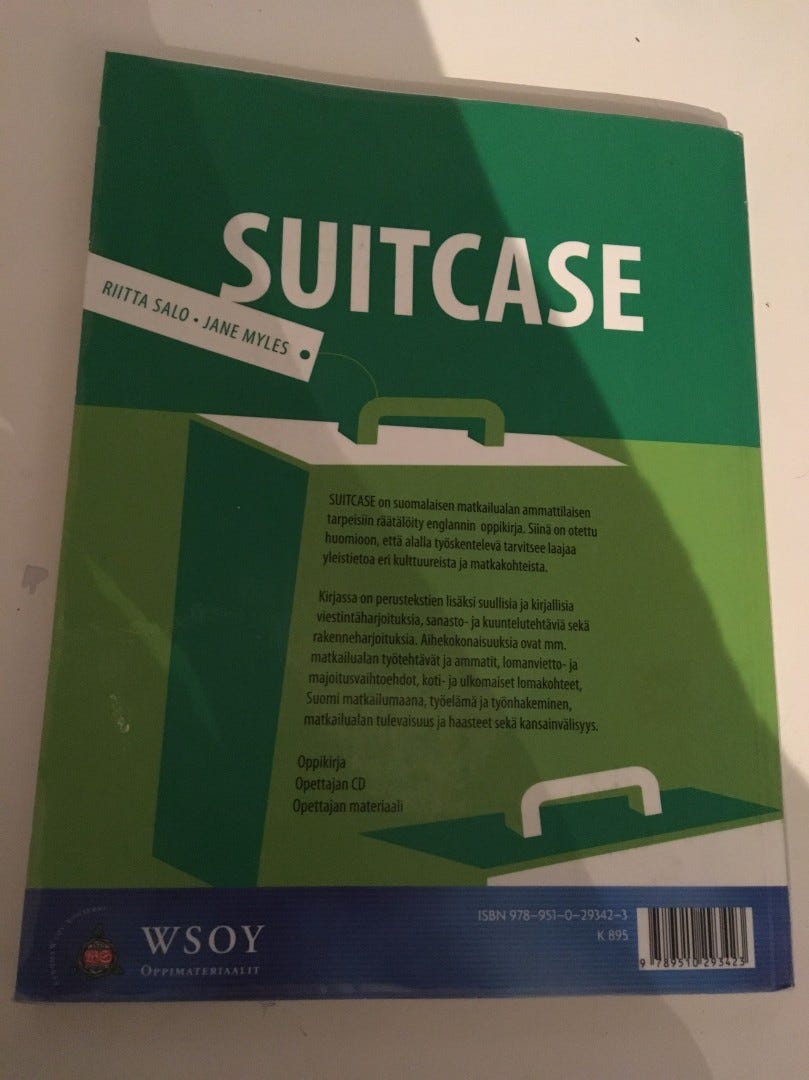 SUITCASE
RIITTA SALO • JANE MYLES
SUITCASE on suomalaisen matkailualan ammattilaisen
tarpeisiin räätälöity englannin oppikirja. Siinä on otettu
huomioon, että alalla työskentelevä tarvitsee laajaa
yleistietoa eri kulttuureista ja matkakohteista.
Kirjassa on perustekstien lisäksi suullisia ja kirjallisia
viestintäharjoituksia, sanasto- ja kuuntelutehtäviä sekä
rakenneharjoituksia. Aihekokonaisuuksia ovat mm.
matkailualan työtehtävät ja ammatit, lomanvietto- ja
majoitusvaihtoehdot, koti- ja ulkomaiset lomakohteet,
Suomi matkailumaana, työelämä ja työnhakeminen,
matkailualan tulevaisuus ja haasteet sekä kansainvälisyys.
Oppikirja
Opettajan CD
Opettajan materiaali
WSOY
OPPIMATERIAALIT
ISBN 978–951–0–29342–3
K 895
9 789510 293423